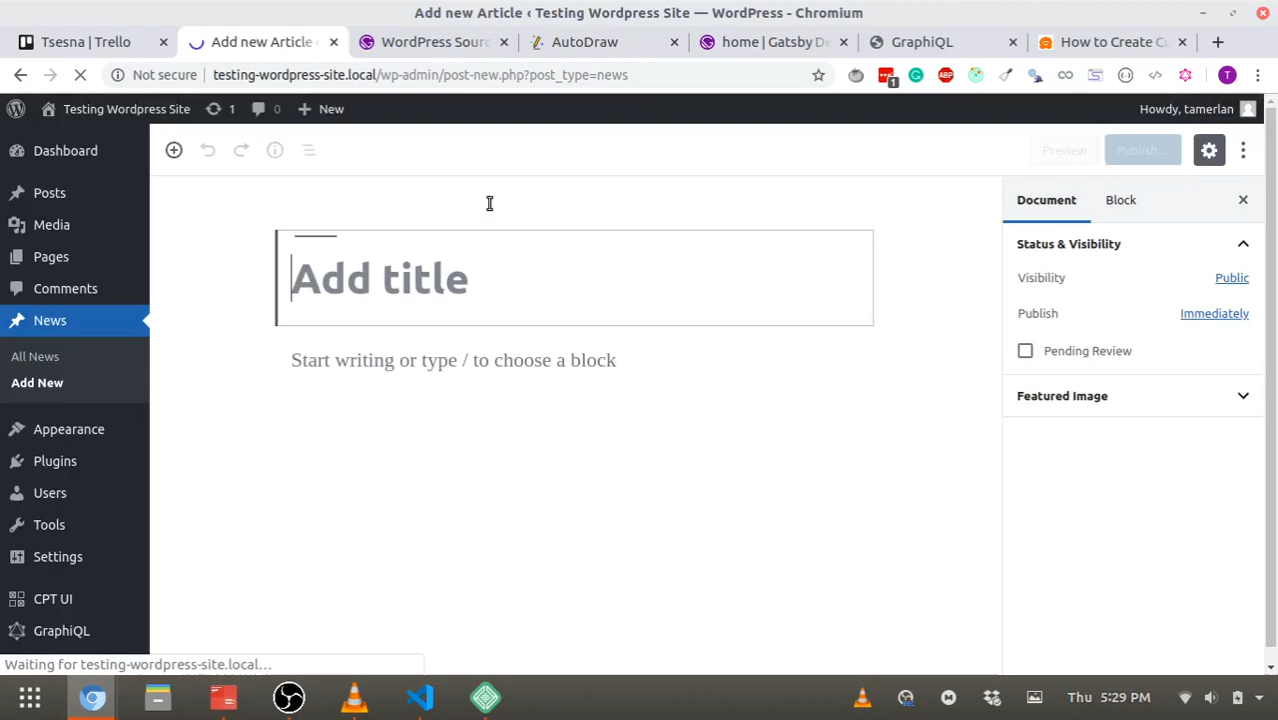 Add new Article ‹ Testing Wordpress Site — WordPress - Chromium
Tsesna | Trello
Add new Article ‹
WordPress Sourc
AutoDraw
home | Gatsby De
GraphiQL
How to Create Cu
Not secure
testing-wordpress-site.local/wp-admin/post-new.php?post_type=news
ABP
1
T
Testing Wordpress Site
1
0
New
Howdy, tamerlan
Dashboard
Posts
Media
Pages
Comments
News
All News
Add New
Appearance
Plugins
Users
Tools
Settings
CPT UI
GraphiQL
Preview
Publish...
Add title
Start writing or type / to choose a block
Document
Block
Status & Visibility
Visibility
Public
Publish
Immediately
Pending Review
Featured Image
Waiting for testing-wordpress-site.local...
Thu 5:29 PM